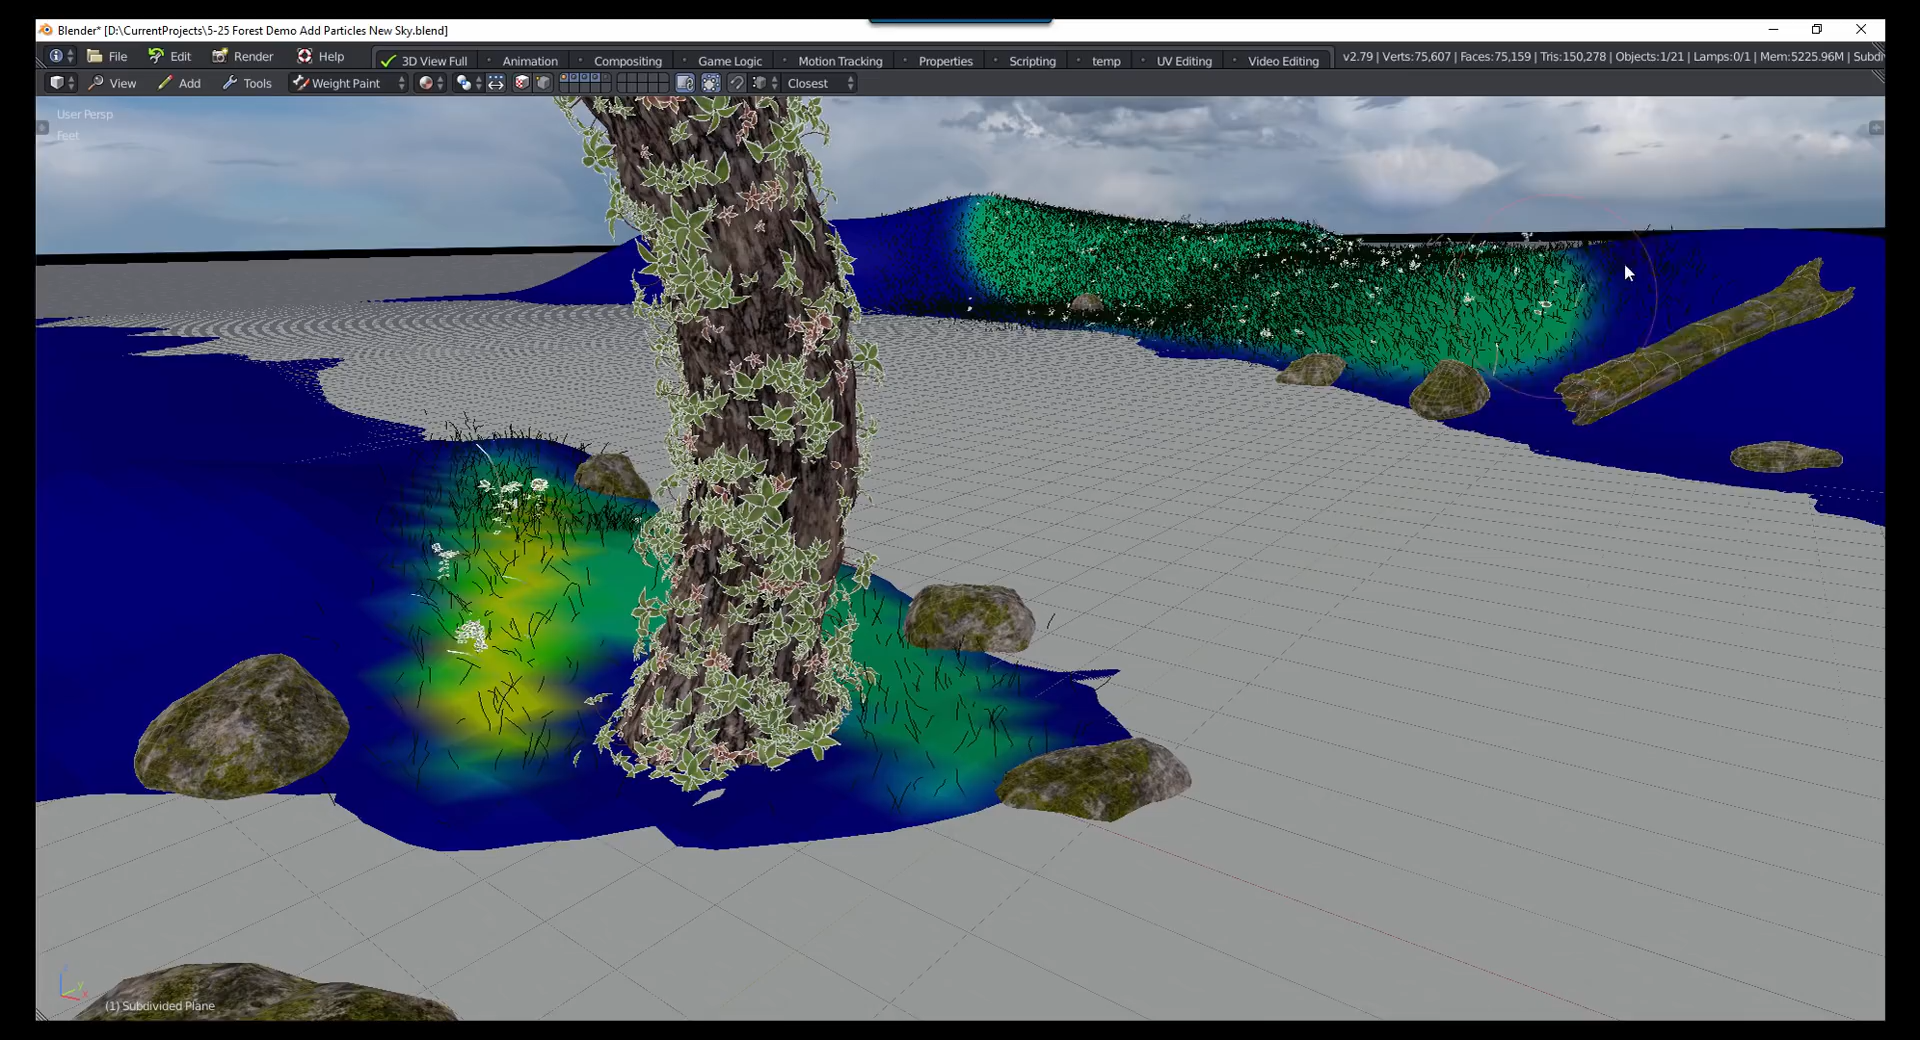 Blender* [D:\CurrentProjects\5-25 Forest Demo Add Particles New Sky.blend]
File Edit Render Help 3D View Full Animation Compositing Game Logic Motion Tracking Properties Scripting temp UV Editing Video Editing v2.79 | Verts:75,607 | Faces:75,159 | Tris:150,278 | Objects:1/21 | Lamps:0/1 | Mem:5225.96M | Subdi
View Add Tools Weight Paint Closest
User Persp
Feet
z
y
x
(1) Subdivided Plane